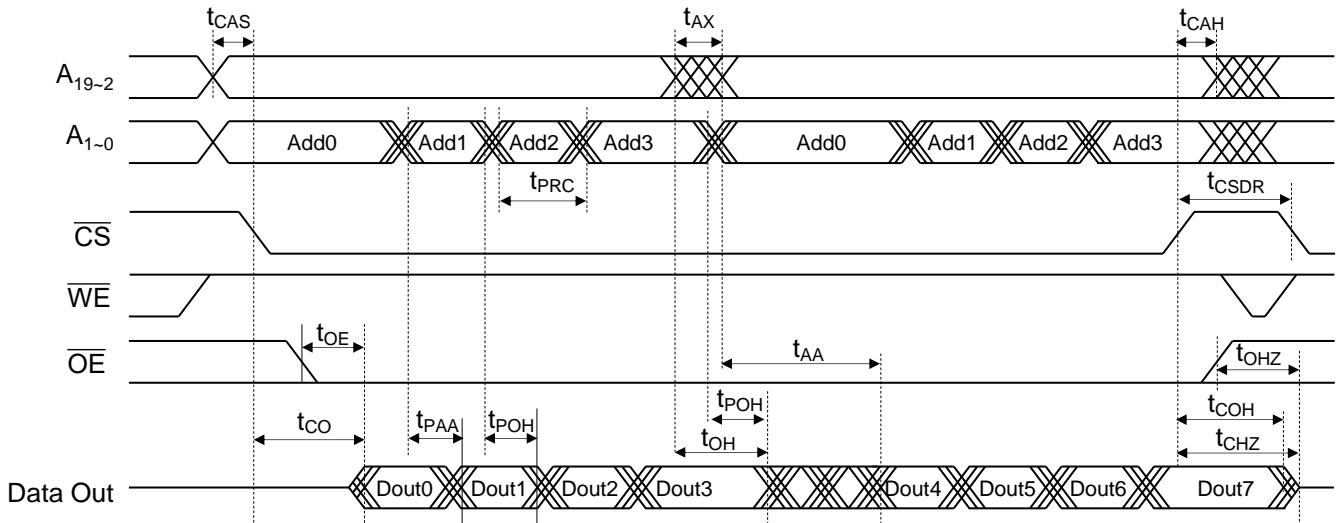 tCAS
tAX
tCAH
A19~2
A1~0
Add0 Add1 Add2 Add3 Add0 Add1 Add2 Add3
tPRC
tCSDR
CS
WE
tOE
OE
tAA
tOHZ
tCO
tPAA
tPOH
tPOH
tOH
tCOH
tCHZ
Data Out
Dout0 Dout1 Dout2 Dout3 Dout4 Dout5 Dout6 Dout7